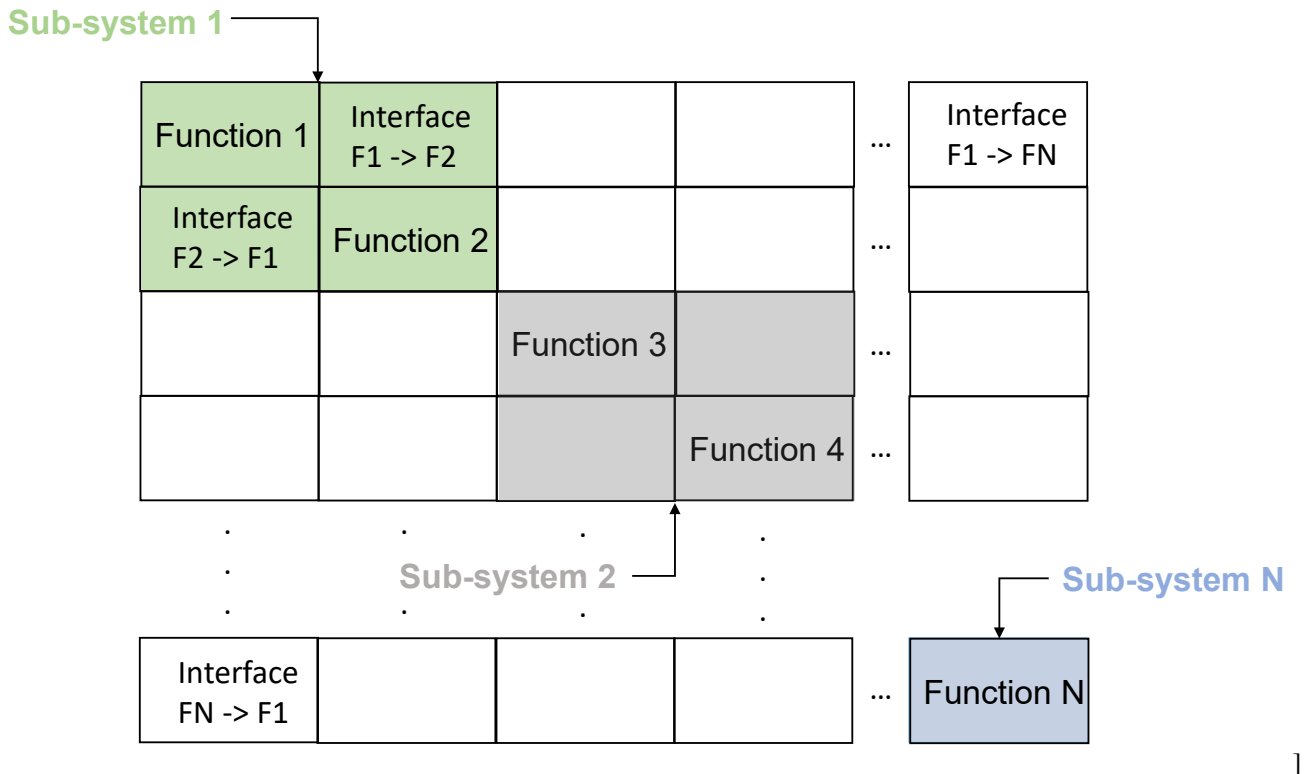 Sub-system 1
Function 1
Interface
F1 -> F2
...
Interface
F1 -> FN
Interface
F2 -> F1
Function 2
...
Function 3
...
Function 4
...
. . . .
Sub-system 2
. . . .
Sub-system N
. . . .
Interface
FN -> F1
...
Function N
]